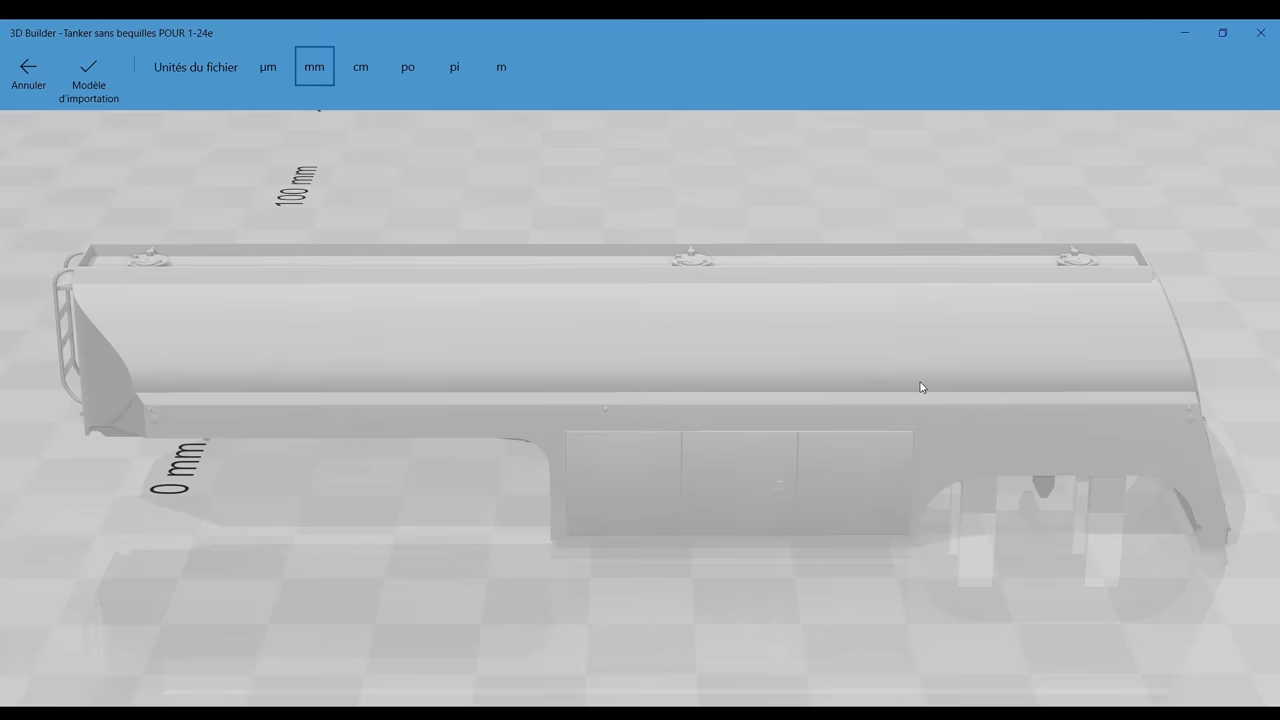 3D Builder -Tanker sans bequilles POUR 1-24e
Annuler
Modèle
d'importation
Unités du fichier
µm
mm
cm
po
pi
m
100 mm
0 mm